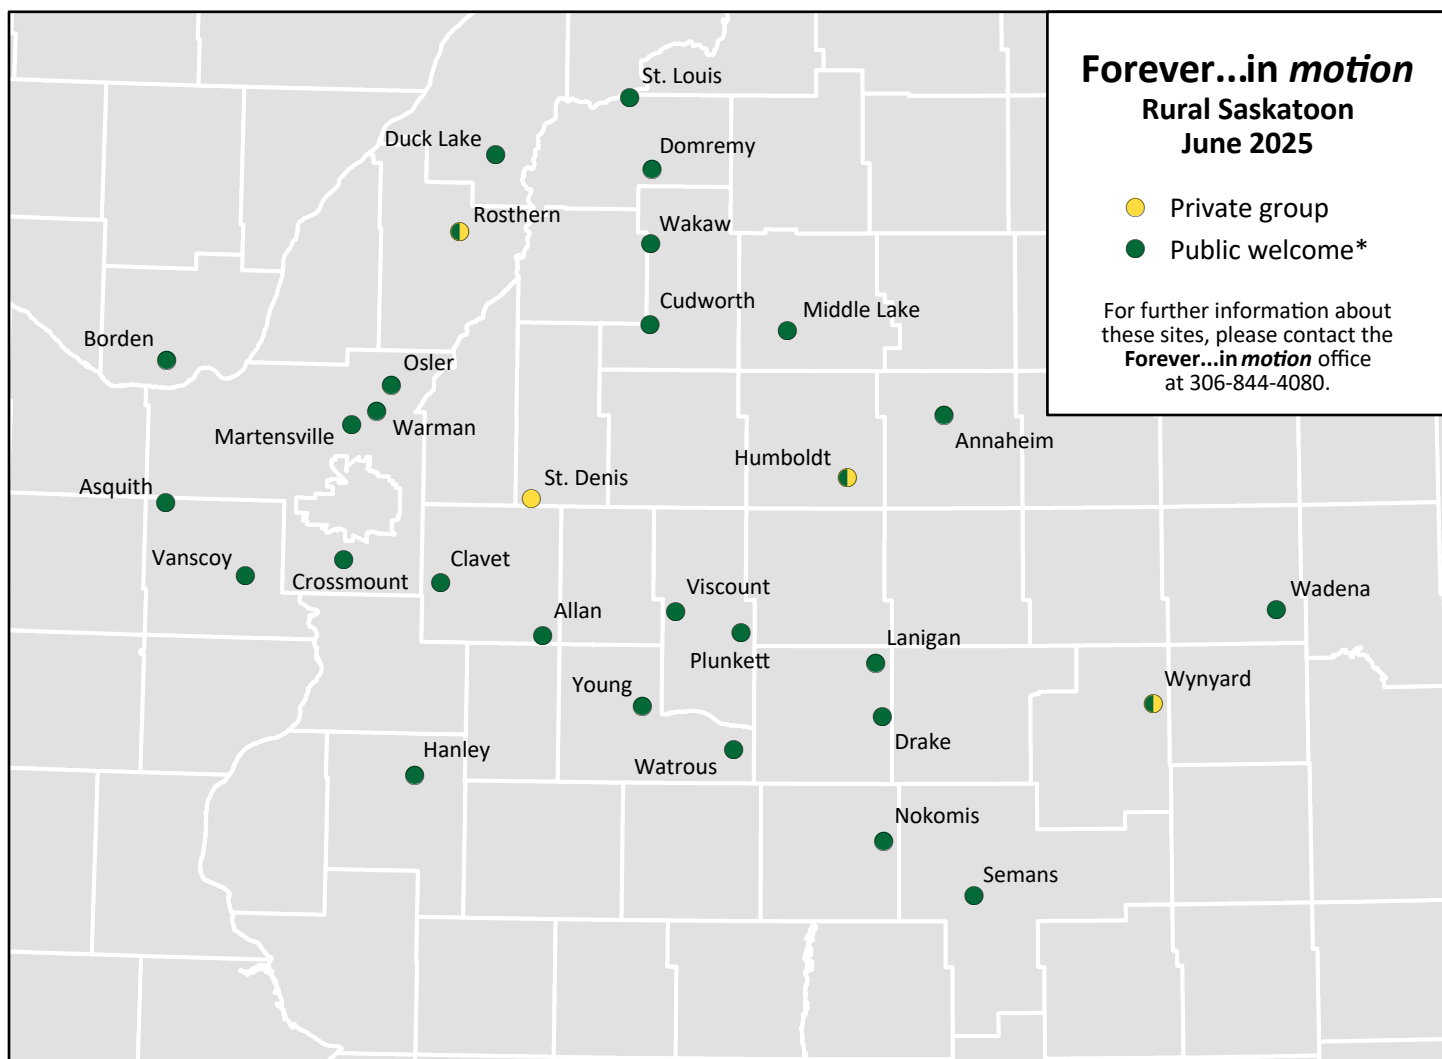 Forever...in motion
Rural Saskatoon
June 2025
Private group
Public welcome*
For further information about
these sites, please contact the
Forever...in motion office
at 306-844-4080.
St. Louis
Duck Lake
Domremy
Rosthern
Wakaw
Cudworth
Middle Lake
Borden
Osler
Warman
Martensville
Annaheim
Humboldt
St. Denis
Asquith
Vanscoy
Crossmount
Clavet
Allan
Viscount
Plunkett
Wadena
Lanigan
Wynyard
Young
Drake
Watrous
Hanley
Nokomis
Semans